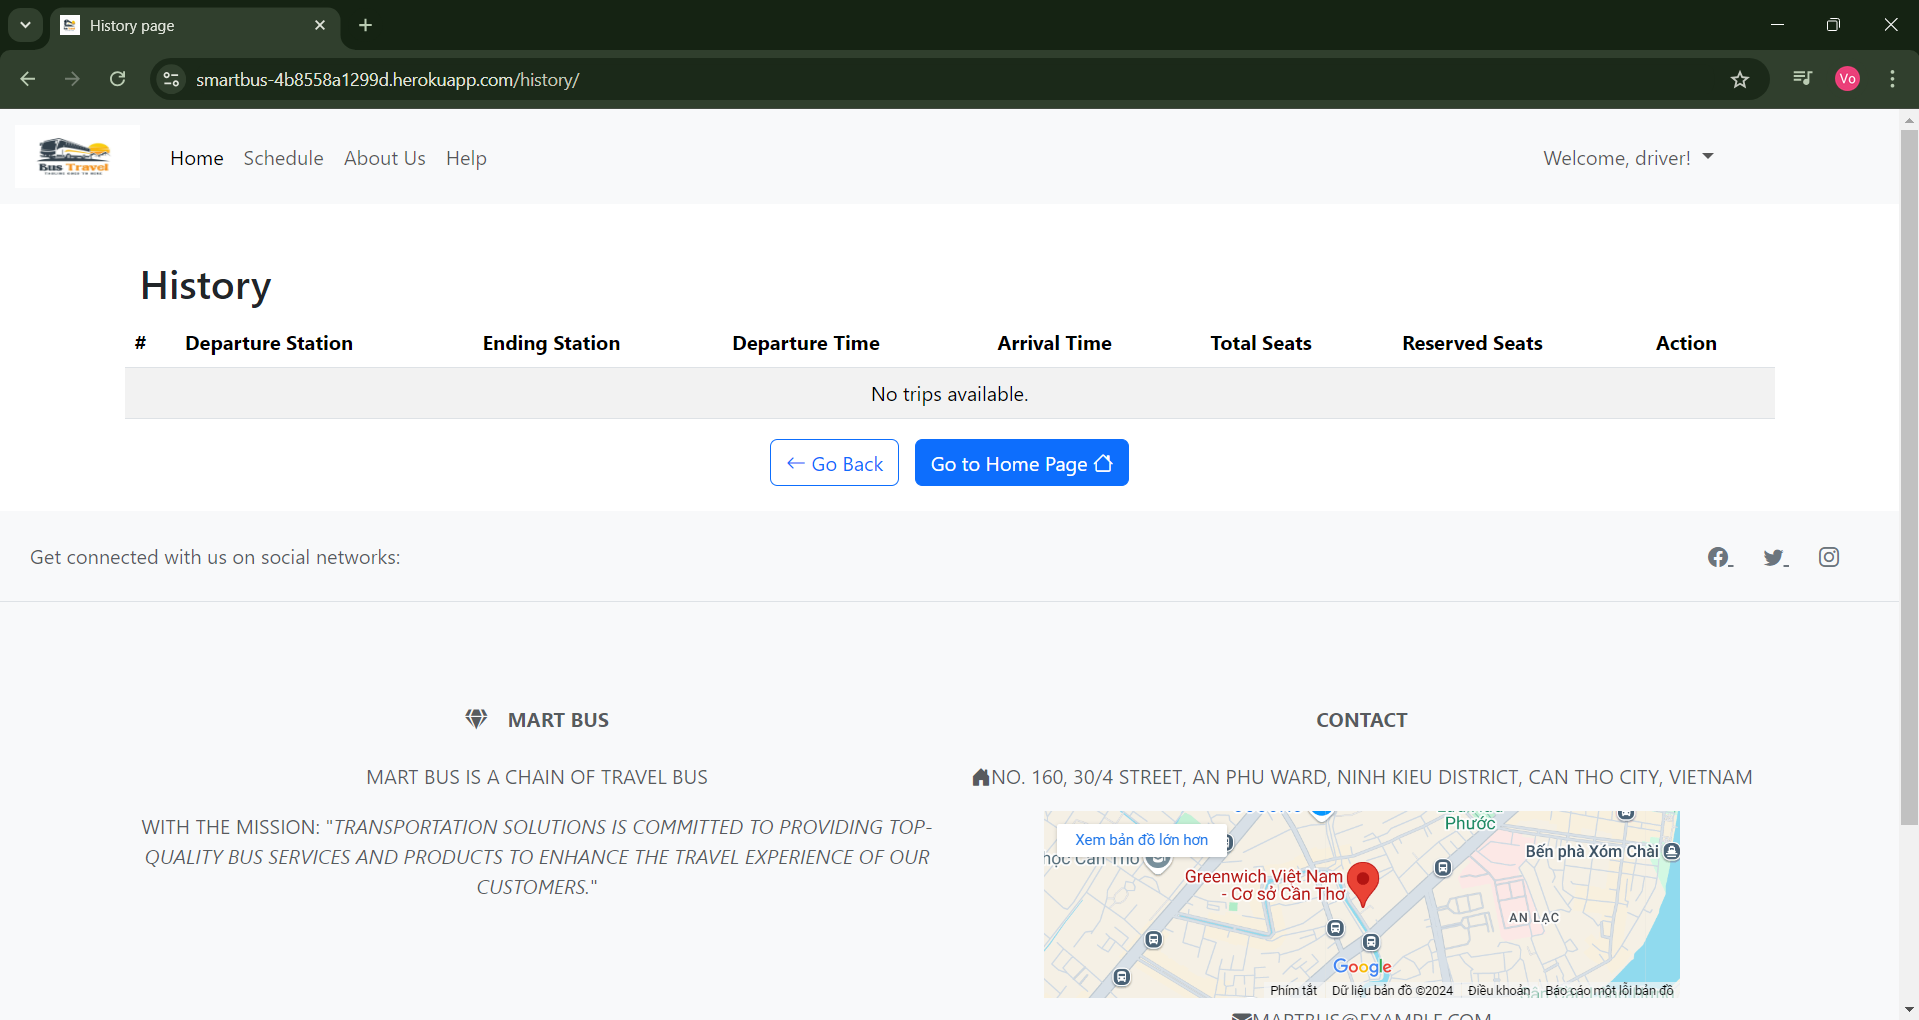 History page
smartbus-4b8558a1299d.herokuapp.com/history/
Vo
Bus Travel
Home Schedule About Us Help
Welcome, driver!
History
# Departure Station Ending Station Departure Time Arrival Time Total Seats Reserved Seats Action
No trips available.
Go Back
Go to Home Page
Get connected with us on social networks:
MART BUS
MART BUS IS A CHAIN OF TRAVEL BUS
WITH THE MISSION: "TRANSPORTATION SOLUTIONS IS COMMITTED TO PROVIDING TOP-
QUALITY BUS SERVICES AND PRODUCTS TO ENHANCE THE TRAVEL EXPERIENCE OF OUR
CUSTOMERS."
CONTACT
NO. 160, 30/4 STREET, AN PHU WARD, NINH KIEU DISTRICT, CAN THO CITY, VIETNAM
Phước
Xem bản đồ lớn hơn
học Cần Thơ
Bến phà Xóm Chài
Greenwich Việt Nam
- Cơ sở Cần Thơ
AN LẠC
Google
Phím tắt Dữ liệu bản đồ ©2024 Điều khoản Báo cáo một lỗi bản đồ
MARTBUS@EXAMPLE.COM